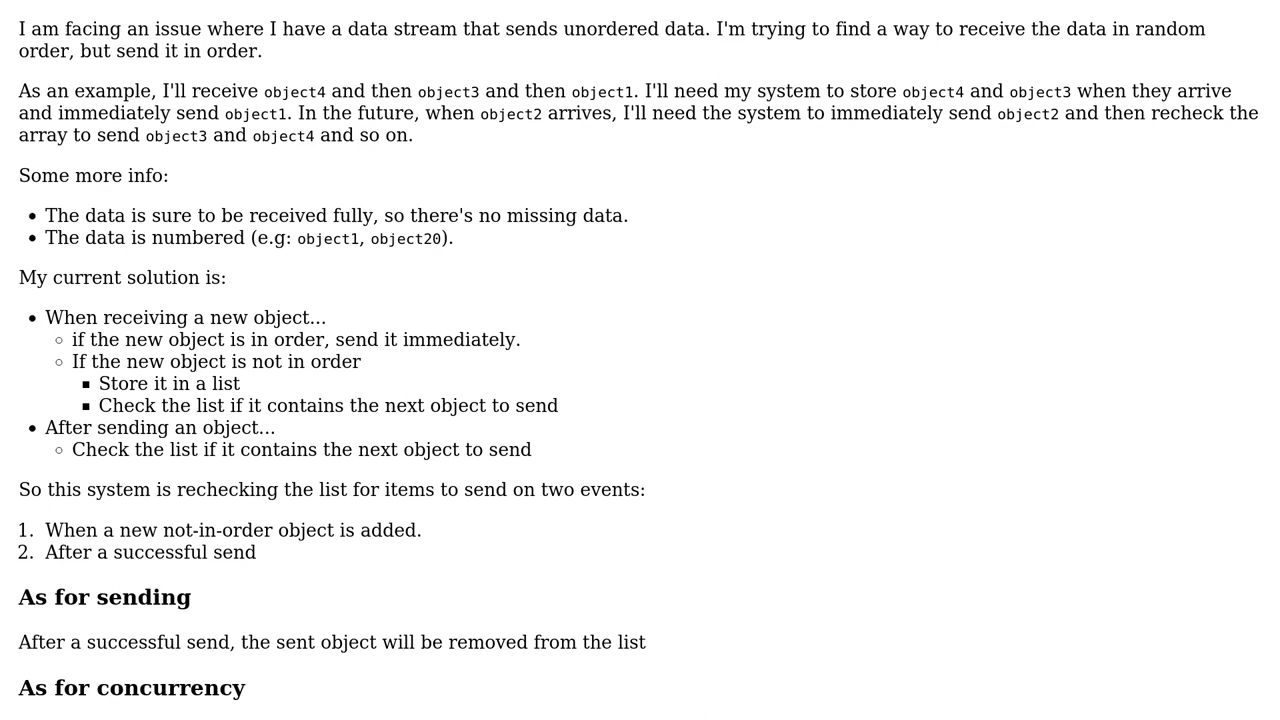 I am facing an issue where I have a data stream that sends unordered data. I'm trying to find a way to receive the data in random
order, but send it in order.
As an example, I'll receive object4 and then object3 and then object1. I'll need my system to store object4 and object3 when they arrive
and immediately send object1. In the future, when object2 arrives, I'll need the system to immediately send object2 and then recheck the
array to send object3 and object4 and so on.
Some more info:
• The data is sure to be received fully, so there's no missing data.
• The data is numbered (e.g: object1, object20).
My current solution is:
• When receiving a new object...
◦ if the new object is in order, send it immediately.
◦ If the new object is not in order
▪ Store it in a list
▪ Check the list if it contains the next object to send
• After sending an object...
◦ Check the list if it contains the next object to send
So this system is rechecking the list for items to send on two events:
1. When a new not-in-order object is added.
2. After a successful send
As for sending
After a successful send, the sent object will be removed from the list
As for concurrency